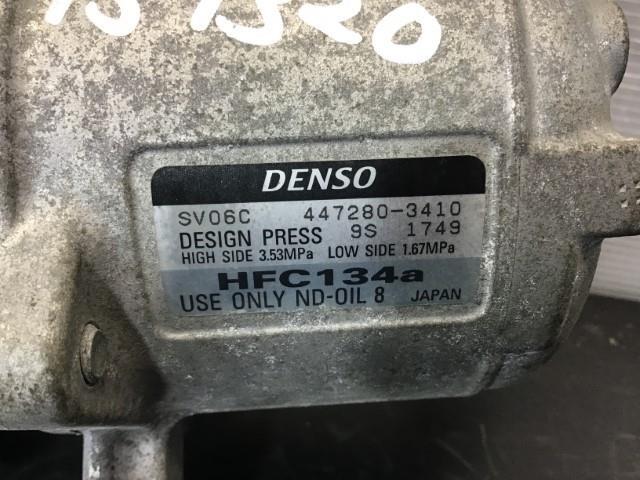 DENSO
SV06C 447280-3410
DESIGN PRESS 9S 1749
HIGH SIDE 3.53MPa LOW SIDE 1.67MPa
HFC134a
USE ONLY ND-OIL 8 JAPAN